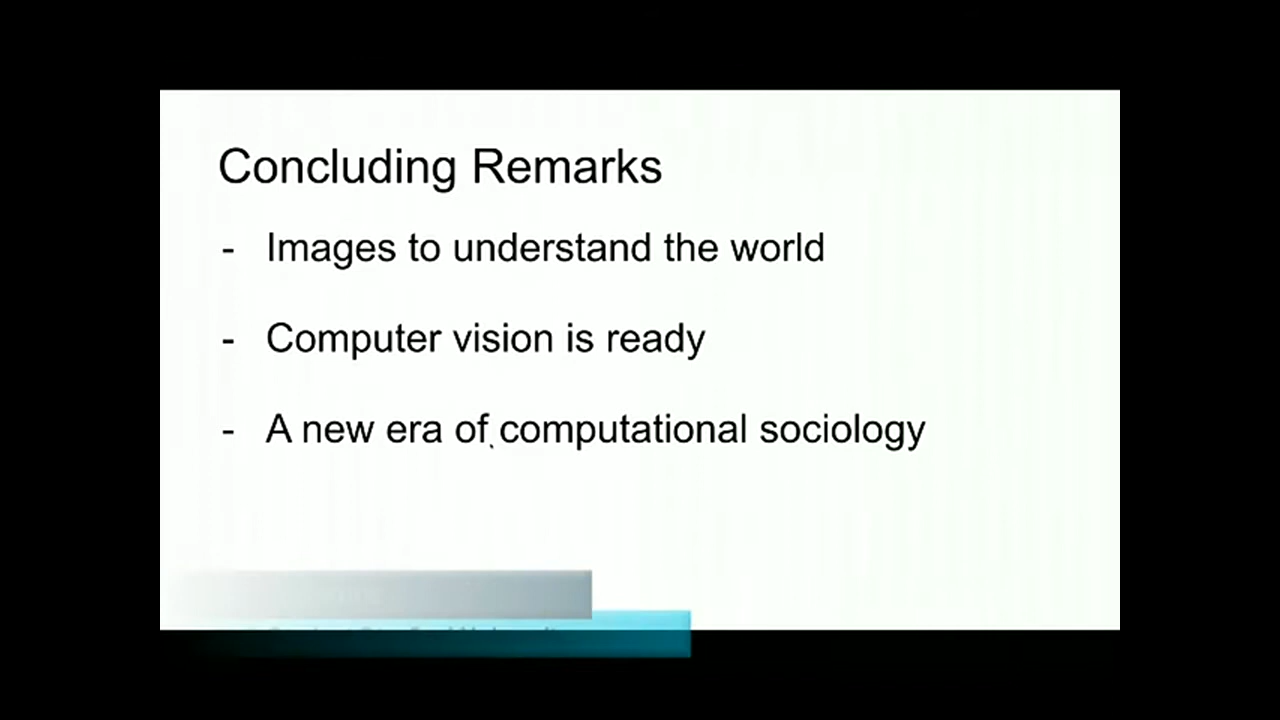 Concluding Remarks
- Images to understand the world
- Computer vision is ready
- A new era of computational sociology